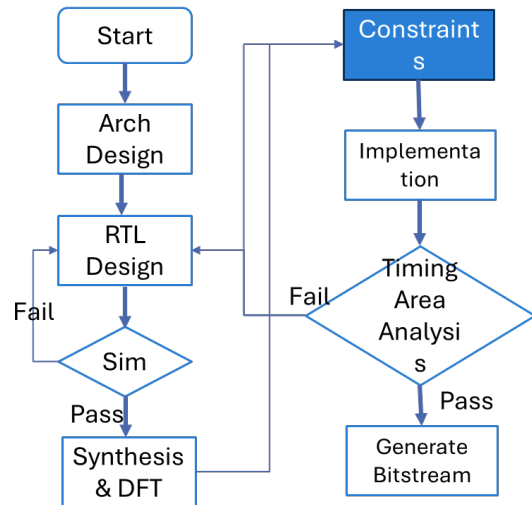 Start
Arch
Design
RTL
Design
Fail
Sim
Pass
Synthesis
& DFT
Constraint
s
Implementa
tion
Timing
Area
Analysi
s
Fail
Pass
Generate
Bitstream